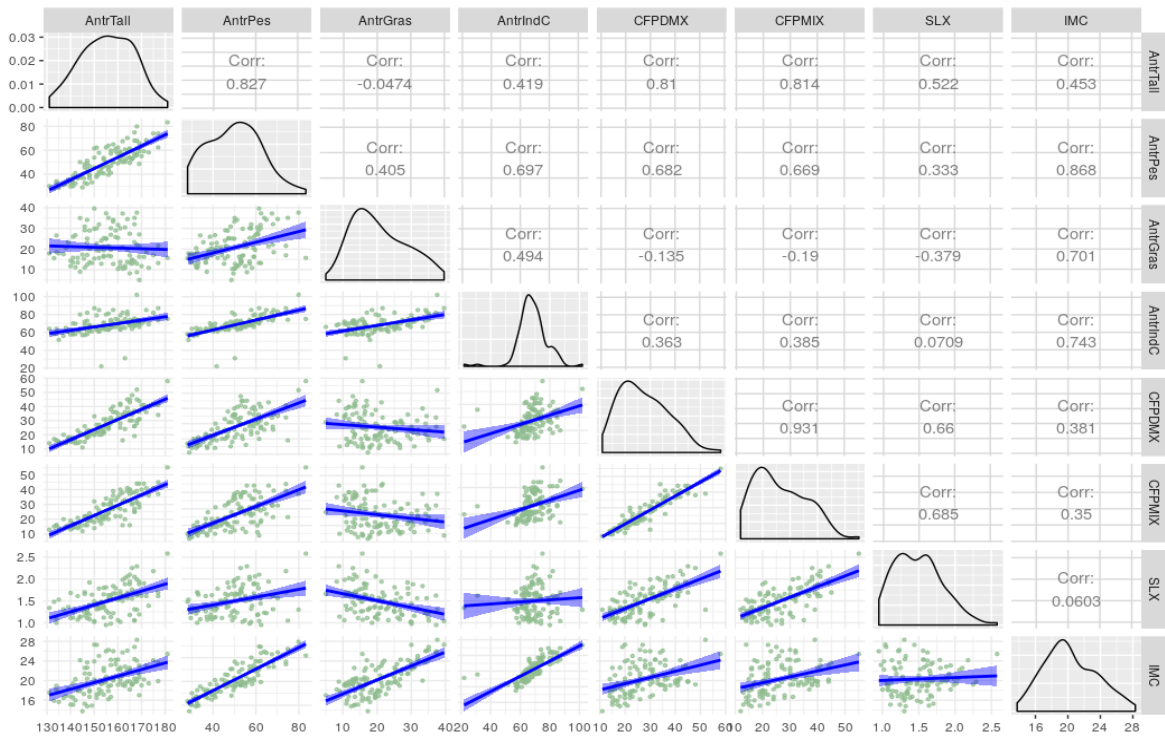 AntrTall AntrPes AntrGras AntrIndC CFPDMX CFPMIX SLX IMC
0.03
0.02
0.01
0.00
Corr: Corr: Corr: Corr: Corr: Corr: Corr:
0.827 -0.0474 0.419 0.81 0.814 0.522 0.453
AntrTall
80
60
40
Corr: Corr: Corr: Corr: Corr: Corr:
0.405 0.697 0.682 0.669 0.333 0.868
AntrPes
40
30
20
10
Corr: Corr: Corr: Corr: Corr:
0.494 -0.135 -0.19 -0.379 0.701
AntrGras
100
80
60
40
20
Corr: Corr: Corr: Corr:
0.363 0.385 0.0709 0.743
AntrIndC
60
50
40
30
20
10
Corr: Corr: Corr:
0.931 0.66 0.381
CFPDMX
50
40
30
20
10
Corr: Corr:
0.685 0.35
CFPMIX
2.5
2.0
1.5
1.0
Corr:
0.0603
SLX
28
24
20
16
IMC
130 140 150 160 170 180 40 60 80 10 20 30 40 20 40 60 80 100 10 20 30 40 50 60 10 20 30 40 50 1.0 1.5 2.0 2.5 16 20 24 28